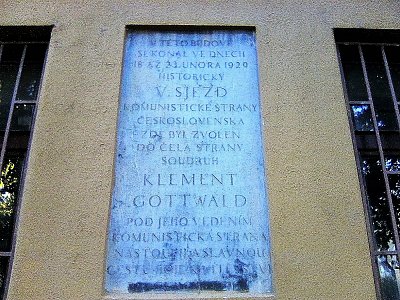 V TÉTO BUDOVĚ
SE KONAL VE DNECH
18. AŽ 23. ÚNORA 1929
HISTORICKÝ
V. SJEZD
KOMUNISTICKÉ STRANY
ČESKOSLOVENSKA
ZDE BYL ZVOLEN
DO ČELA STRANY
SOUDRUH
KLEMENT
GOTTWALD
POD JEHO VEDENÍM
KOMUNISTICKÁ STRANA
NASTOUPILA SLAVNOU
CESTU